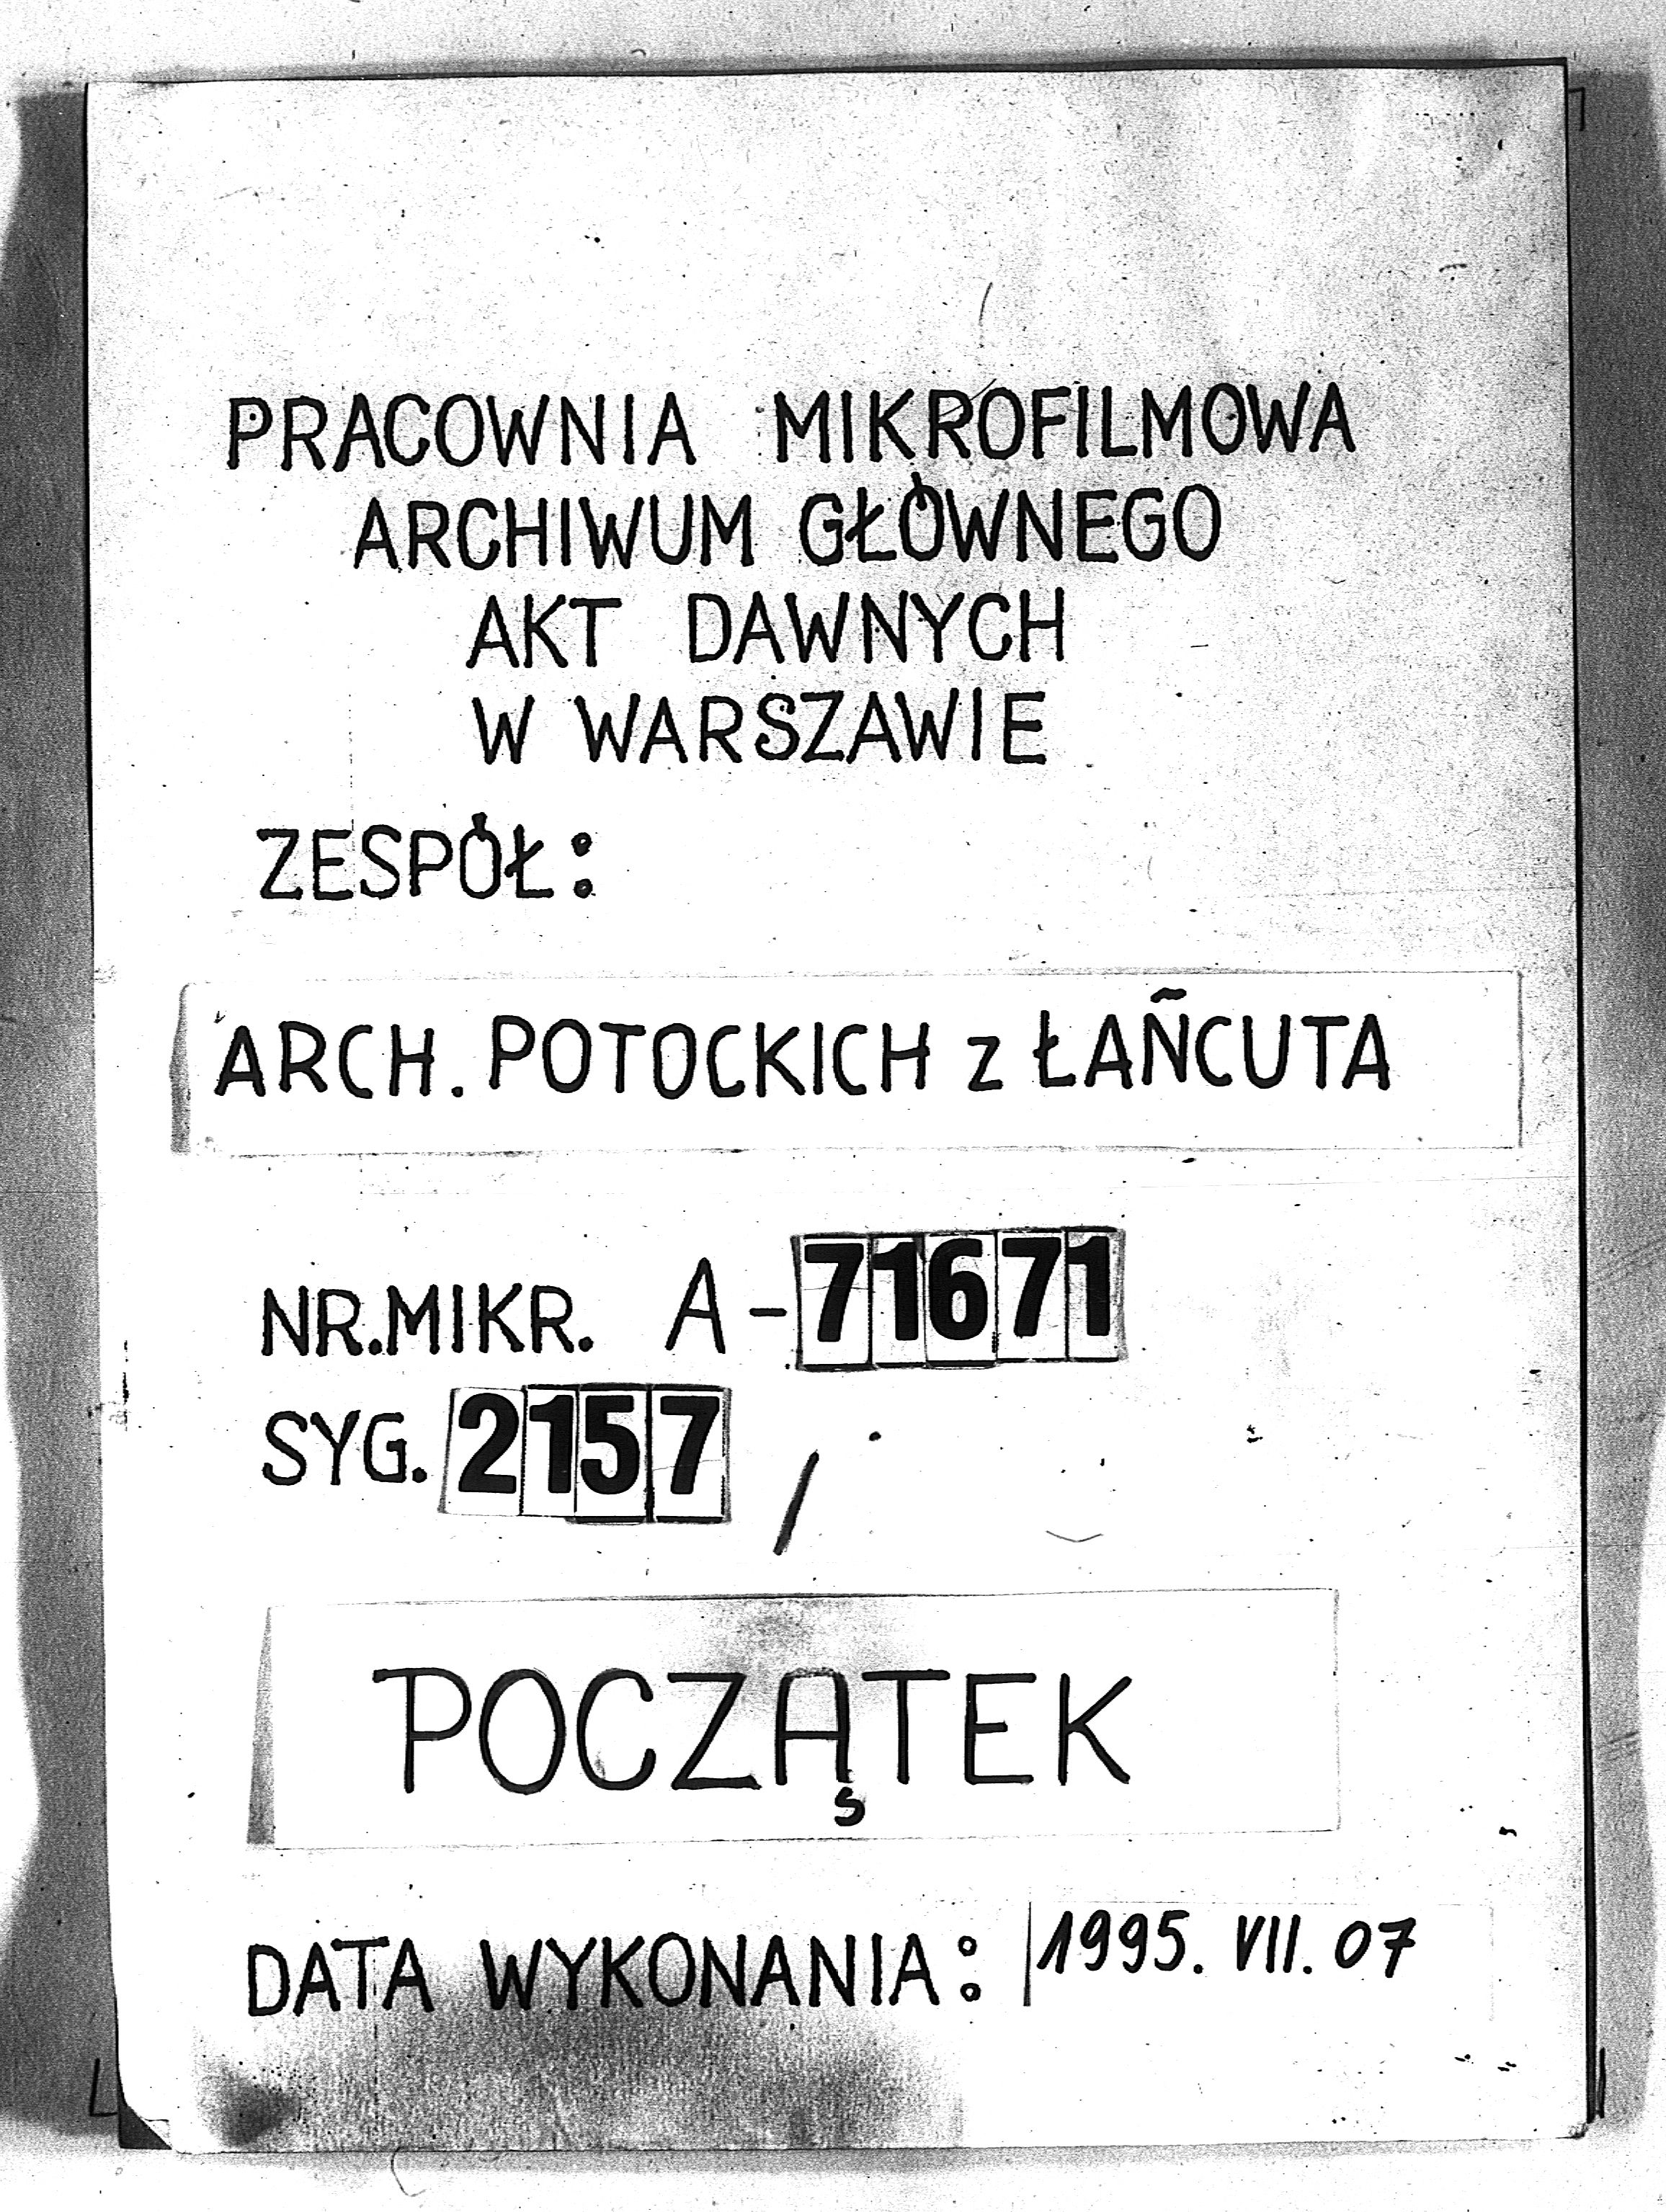 PRACOWNIA MIKROFILMOWA
ARCHIWUM GŁÓWNEGO
AKT DAWNYCH
W WARSZAWIE
ZESPÓŁ:
ARCH. POTOCKICH z ŁAŃCUTA
NR.MIKR. A-71671
SYG. 2157 /
POCZĄTEK
DATA WYKONANIA: 1995. VII. 07